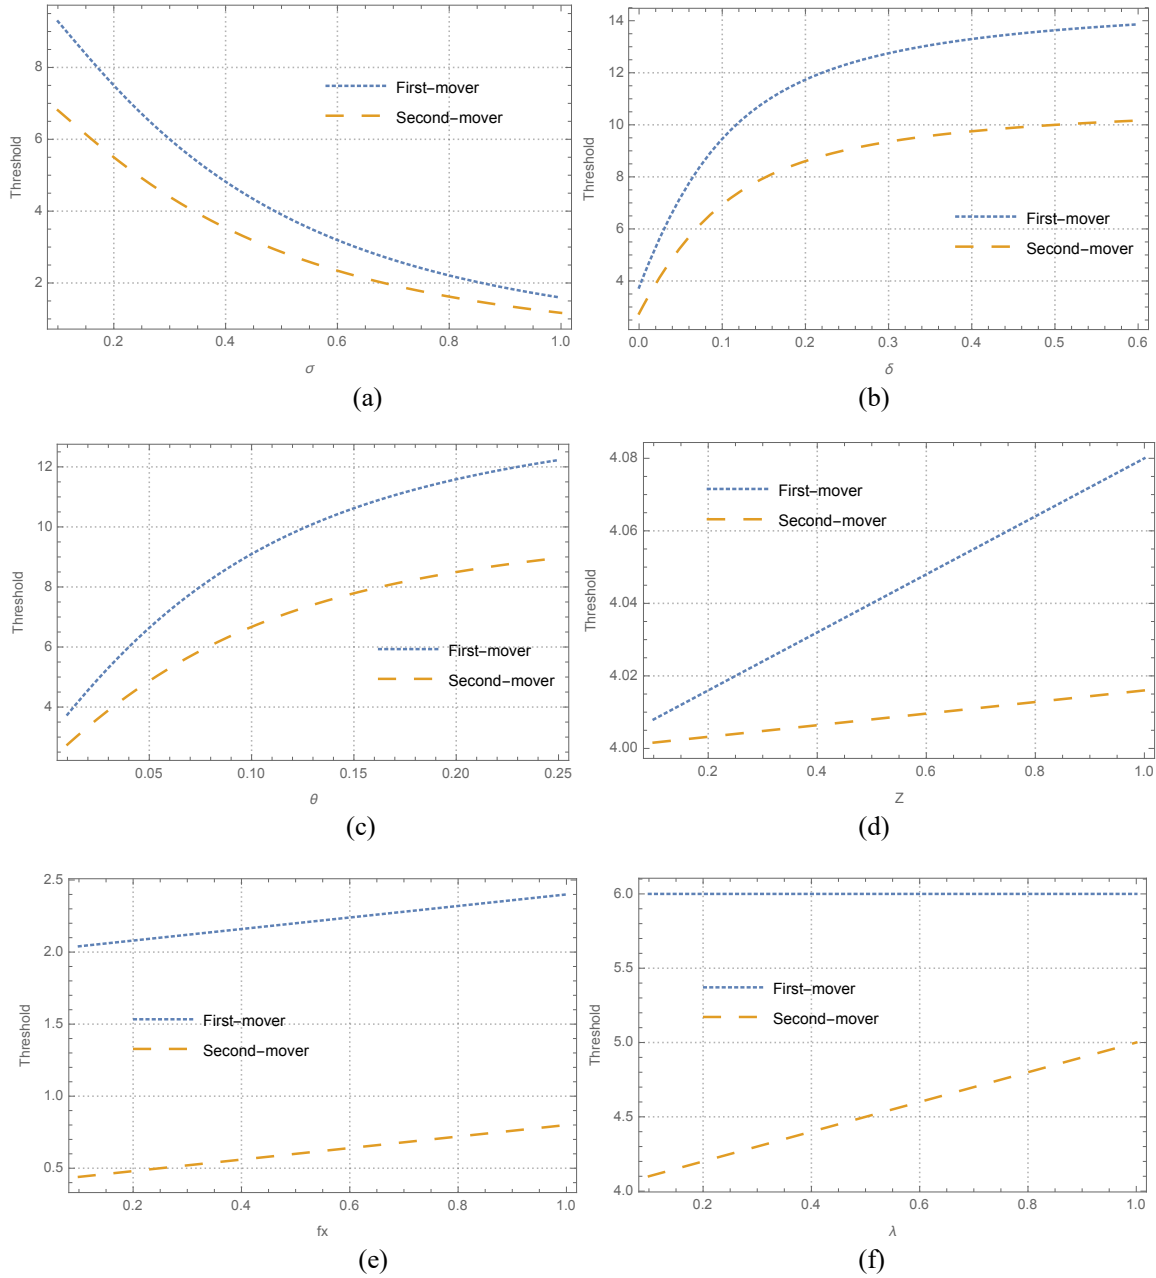 Threshold
8
6
4
2
First-mover
Second-mover
0.2
0.4
0.6
0.8
1.0
σ
(a)
Threshold
14
12
10
8
6
4
First-mover
Second-mover
0.0
0.1
0.2
0.3
0.4
0.5
0.6
δ
(b)
Threshold
12
10
8
6
4
First-mover
Second-mover
0.05
0.10
0.15
0.20
0.25
θ
(c)
Threshold
4.08
4.06
4.04
4.02
4.00
First-mover
Second-mover
0.2
0.4
0.6
0.8
1.0
Z
(d)
Threshold
2.5
2.0
1.5
1.0
0.5
First-mover
Second-mover
0.2
0.4
0.6
0.8
1.0
fx
(e)
Threshold
6.0
5.5
5.0
4.5
4.0
First-mover
Second-mover
0.2
0.4
0.6
0.8
1.0
λ
(f)